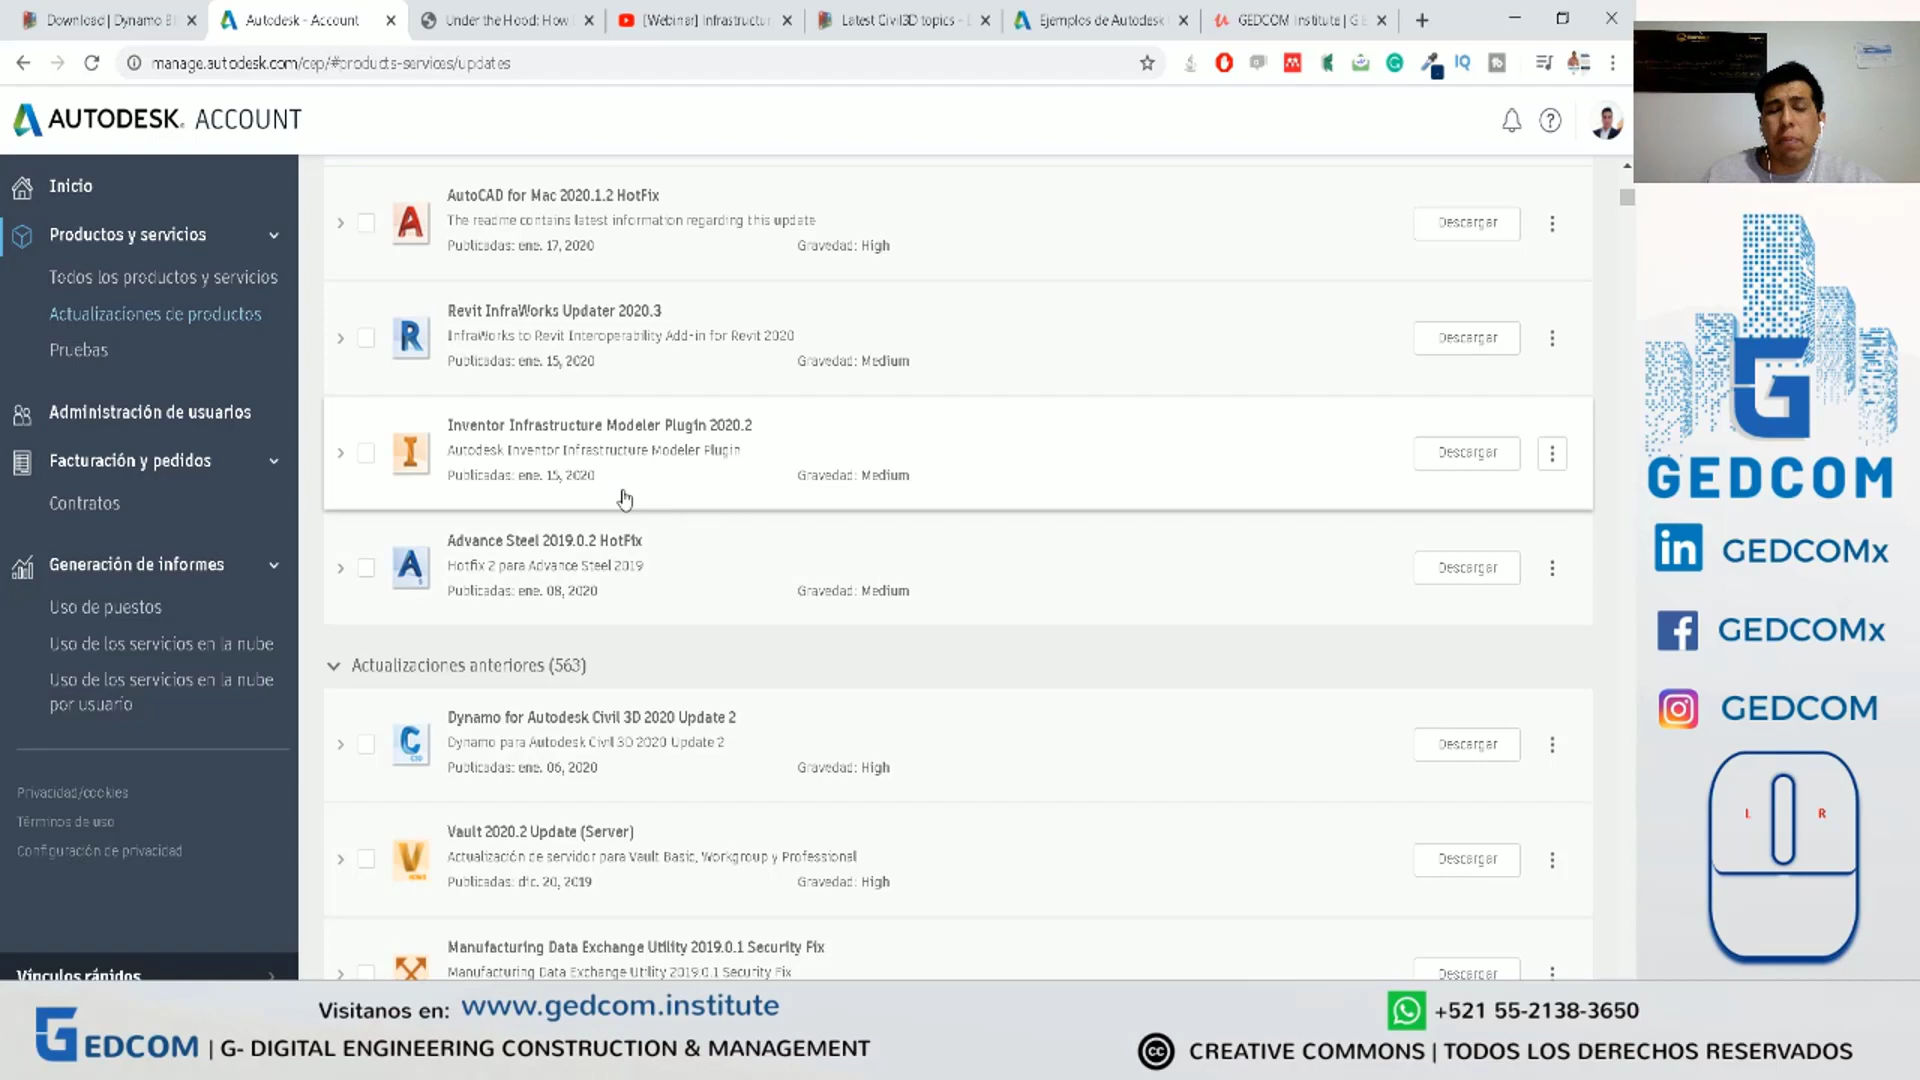 Download | Dynamo B
Autodesk - Account
Under the Hood: How
[Webinar] Infrastructur
Latest Civil3D topics -
Ejemplos de Autodesk
GEDCOM Institute | G
manage.autodesk.com/cep/#products-services/updates
AUTODESK. ACCOUNT
Inicio
Productos y servicios
Todos los productos y servicios
Actualizaciones de productos
Pruebas
Administración de usuarios
Facturación y pedidos
Contratos
Generación de informes
Uso de puestos
Uso de los servicios en la nube
Uso de los servicios en la nube
por usuario
Privacidad/cookies
Términos de uso
Configuración de privacidad
Vínculos rápidos
AutoCAD for Mac 2020.1.2 HotFix
The readme contains latest information regarding this update
Publicadas: ene. 17, 2020 Gravedad: High
Descargar
Revit InfraWorks Updater 2020.3
InfraWorks to Revit Interoperability Add-in for Revit 2020
Publicadas: ene. 15, 2020 Gravedad: Medium
Descargar
Inventor Infrastructure Modeler Plugin 2020.2
Autodesk Inventor Infrastructure Modeler Plugin
Publicadas: ene. 15, 2020 Gravedad: Medium
Descargar
Advance Steel 2019.0.2 HotFix
Hotfix 2 para Advance Steel 2019
Publicadas: ene. 08, 2020 Gravedad: Medium
Descargar
Actualizaciones anteriores (563)
Dynamo for Autodesk Civil 3D 2020 Update 2
Dynamo para Autodesk Civil 3D 2020 Update 2
Publicadas: ene. 06, 2020 Gravedad: High
Descargar
Vault 2020.2 Update (Server)
Actualización de servidor para Vault Basic, Workgroup y Professional
Publicadas: dic. 20, 2019 Gravedad: High
Descargar
Manufacturing Data Exchange Utility 2019.0.1 Security Fix
Manufacturing Data Exchange Utility 2019.0.1 Security Fix
Descargar
GEDCOM
in GEDCOMx
GEDCOMx
GEDCOM
L R
GEDCOM | G- DIGITAL ENGINEERING CONSTRUCTION & MANAGEMENT
Visitanos en: www.gedcom.institute
+521 55-2138-3650
cc CREATIVE COMMONS | TODOS LOS DERECHOS RESERVADOS